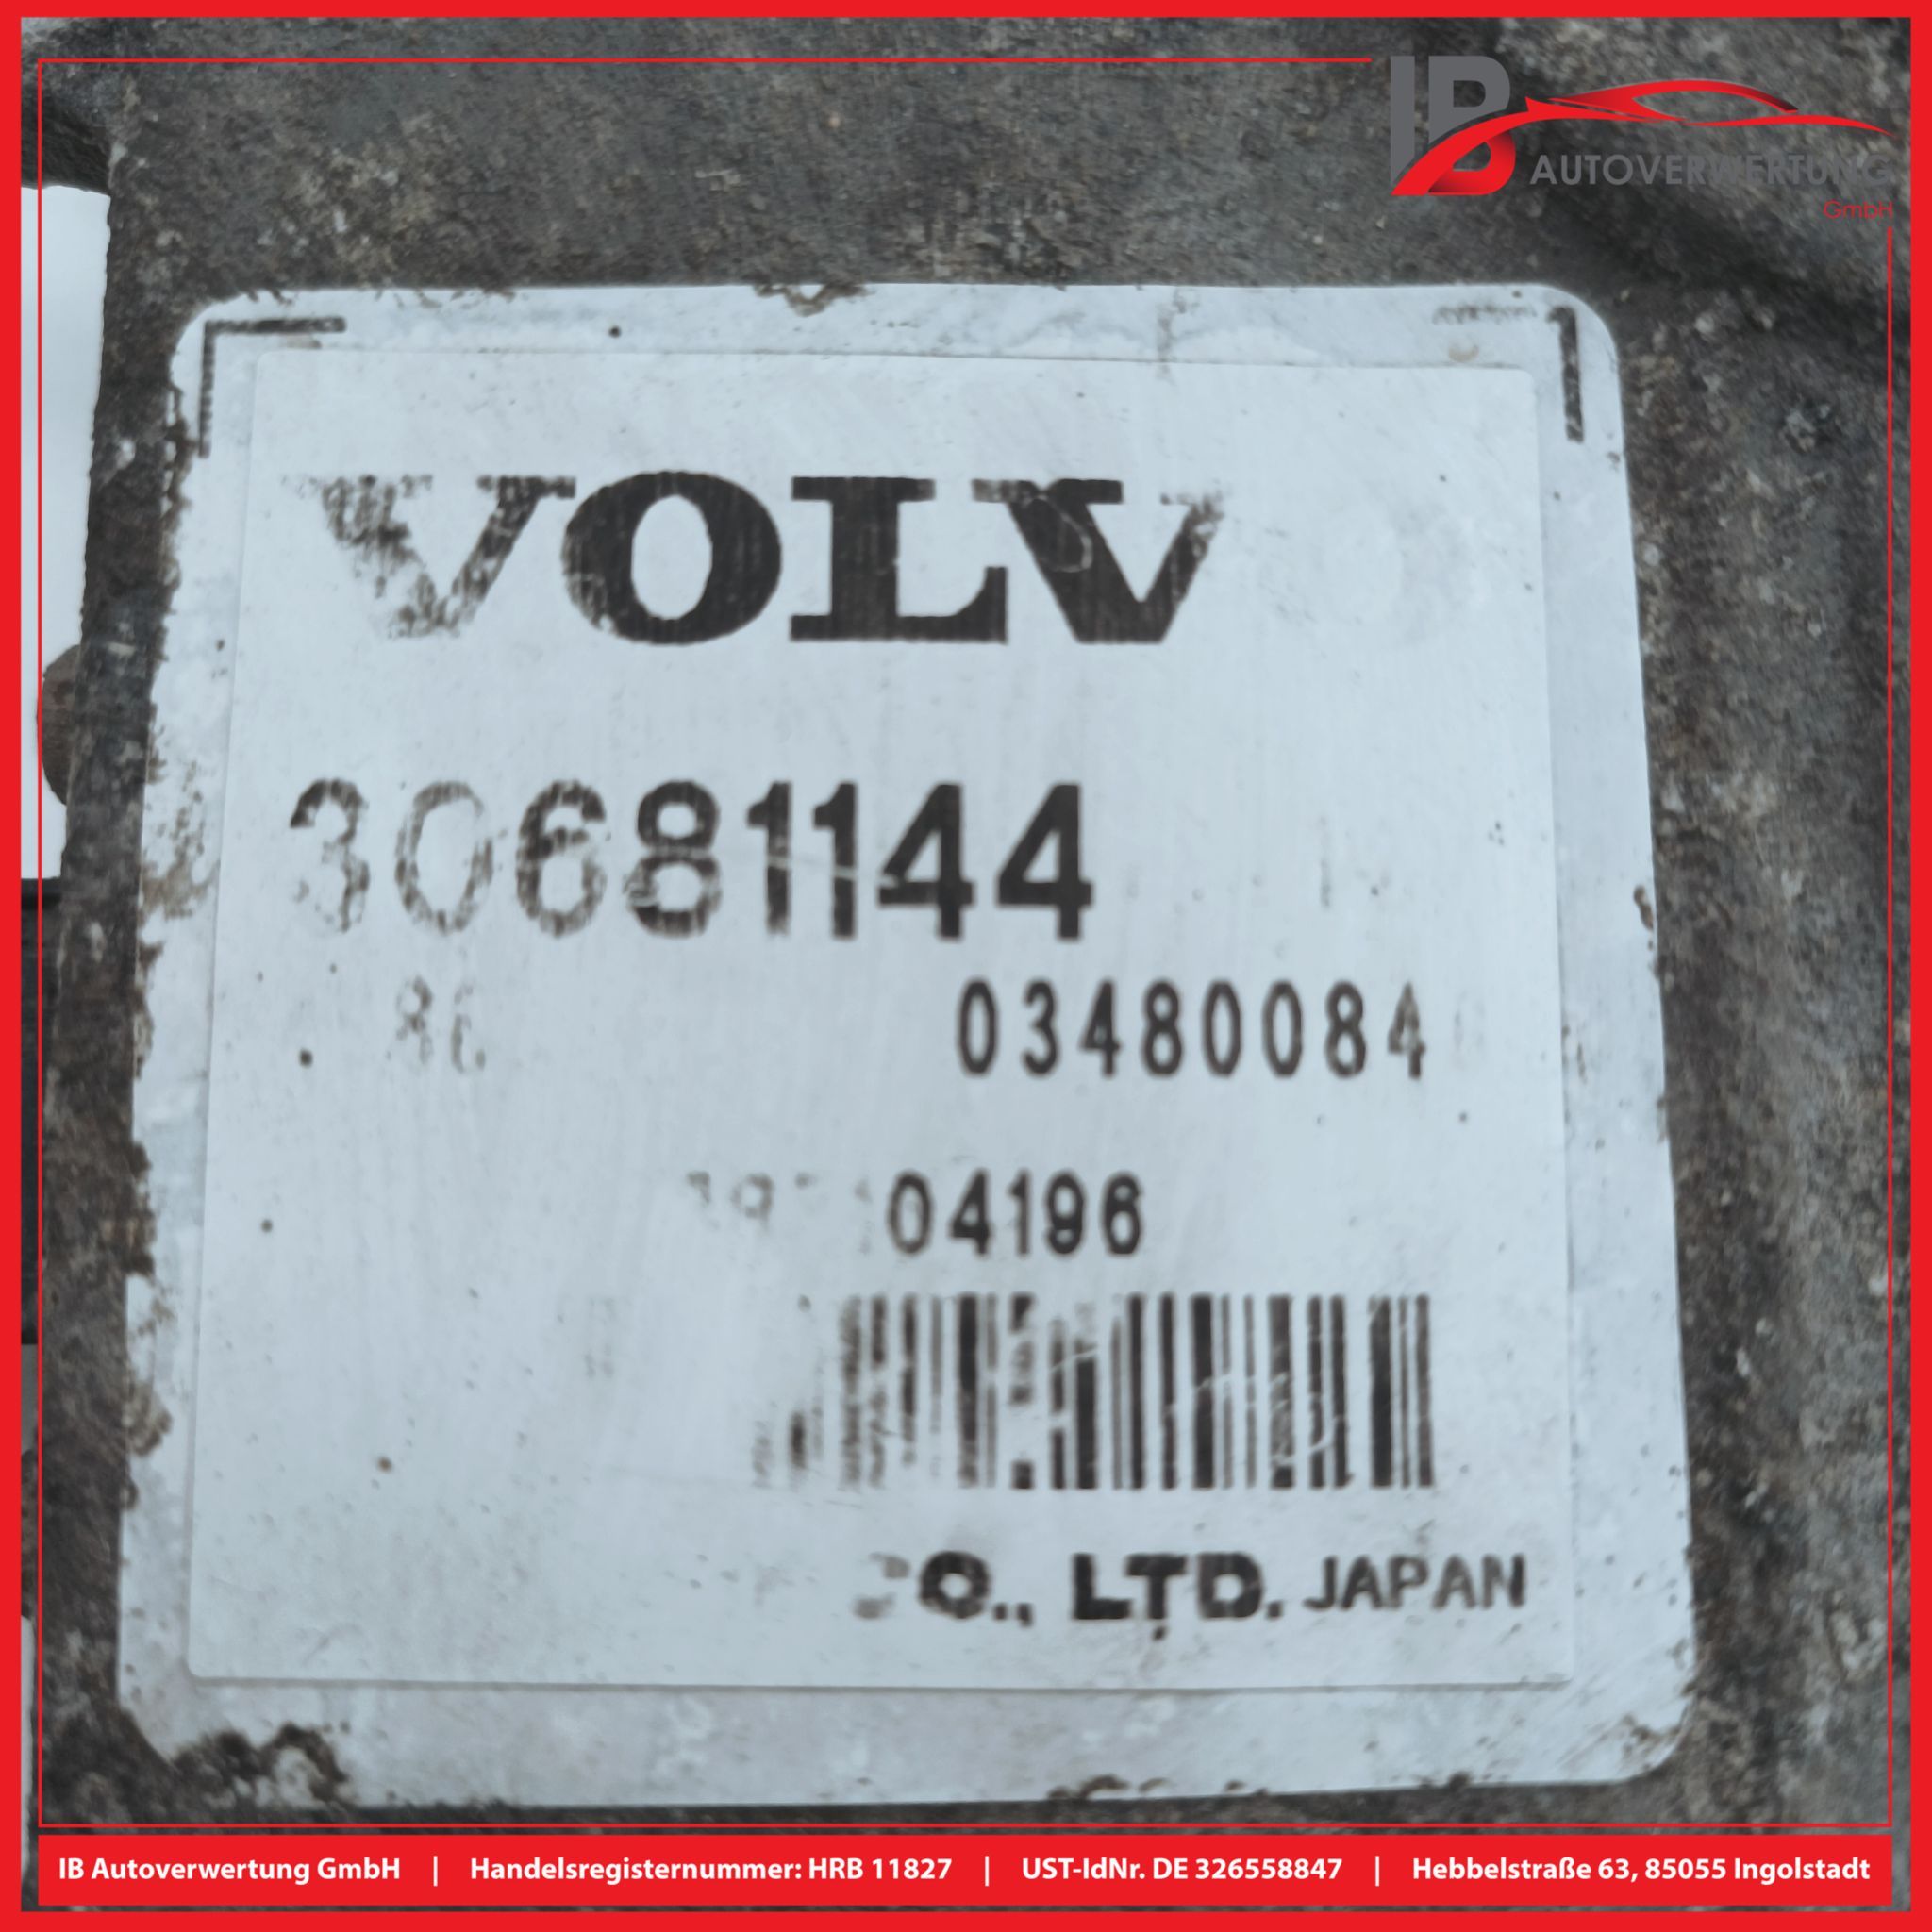 IB
AUTOVERWERTUNG
GmbH
VOLV
30681144
03480084
04196
CO., LTD. JAPAN
IB Autoverwertung GmbH | Handelsregisternummer: HRB 11827 | UST-IdNr. DE 326558847 | Hebbelstraße 63, 85055 Ingolstadt